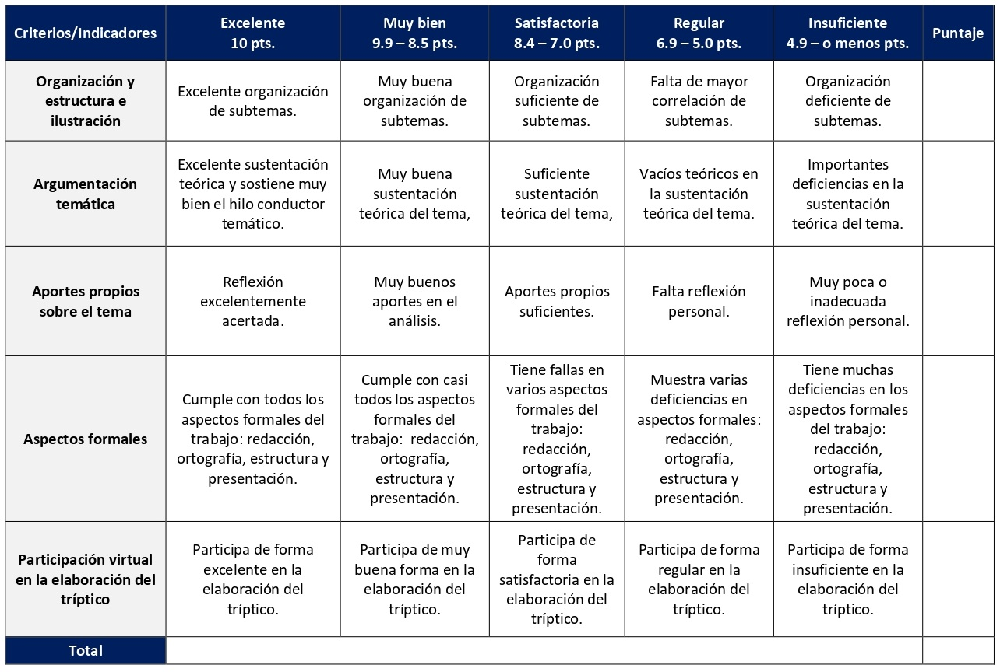 Criterios/Indicadores
Excelente
10 pts.
Muy bien
9.9 – 8.5 pts.
Satisfactoria
8.4 – 7.0 pts.
Regular
6.9 – 5.0 pts.
Insuficiente
4.9 – o menos pts.
Puntaje
Organización y
estructura e
ilustración
Excelente organización
de subtemas.
Muy buena
organización de
subtemas.
Organización
suficiente de
subtemas.
Falta de mayor
correlación de
subtemas.
Organización
deficiente de
subtemas.
Argumentación
temática
Excelente sustentación
teórica y sostiene muy
bien el hilo conductor
temático.
Muy buena
sustentación
teórica del tema,
Suficiente
sustentación
teórica del tema,
Vacíos teóricos en
la sustentación
teórica del tema.
Importantes
deficiencias en la
sustentación
teórica del tema.
Aportes propios
sobre el tema
Reflexión
excelentemente
acertada.
Muy buenos
aportes en el
análisis.
Aportes propios
suficientes.
Falta reflexión
personal.
Muy poca o
inadecuada
reflexión personal.
Aspectos formales
Cumple con todos los
aspectos formales del
trabajo: redacción,
ortografía, estructura y
presentación.
Cumple con casi
todos los aspectos
formales del
trabajo:  redacción,
ortografía,
estructura y
presentación.
Tiene fallas en
varios aspectos
formales del
trabajo:
redacción,
ortografía,
estructura y
presentación.
Muestra varias
deficiencias en
aspectos formales:
redacción,
ortografía,
estructura y
presentación.
Tiene muchas
deficiencias en los
aspectos formales
del trabajo:
redacción,
ortografía,
estructura y
presentación.
Participación virtual
en la elaboración del
tríptico
Participa de forma
excelente en la
elaboración del
tríptico.
Participa de muy
buena forma en la
elaboración del
tríptico.
Participa de
forma
satisfactoria en la
elaboración del
tríptico.
Participa de forma
regular en la
elaboración del
tríptico.
Participa de forma
insuficiente en la
elaboración del
tríptico.
Total